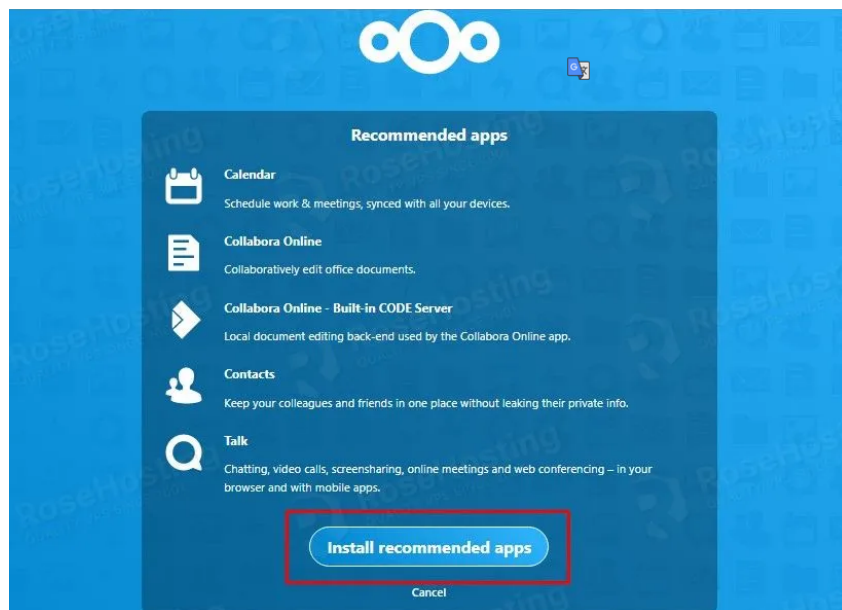 Recommended apps
Calendar
Schedule work & meetings, synced with all your devices.
Collabora Online
Collaboratively edit office documents.
Collabora Online - Built-in CODE Server
Local document editing back-end used by the Collabora Online app.
Contacts
Keep your colleagues and friends in one place without leaking their private info.
Talk
Chatting, video calls, screensharing, online meetings and web conferencing – in your
browser and with mobile apps.
Install recommended apps
Cancel
RoseHosting